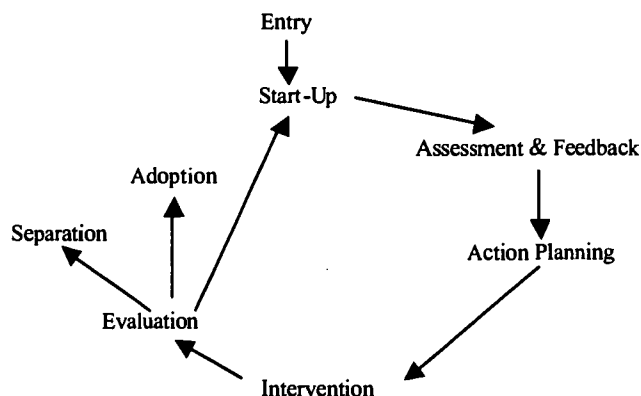 Entry
Start-Up
Assessment & Feedback
Adoption
Separation
Action Planning
Evaluation
Intervention